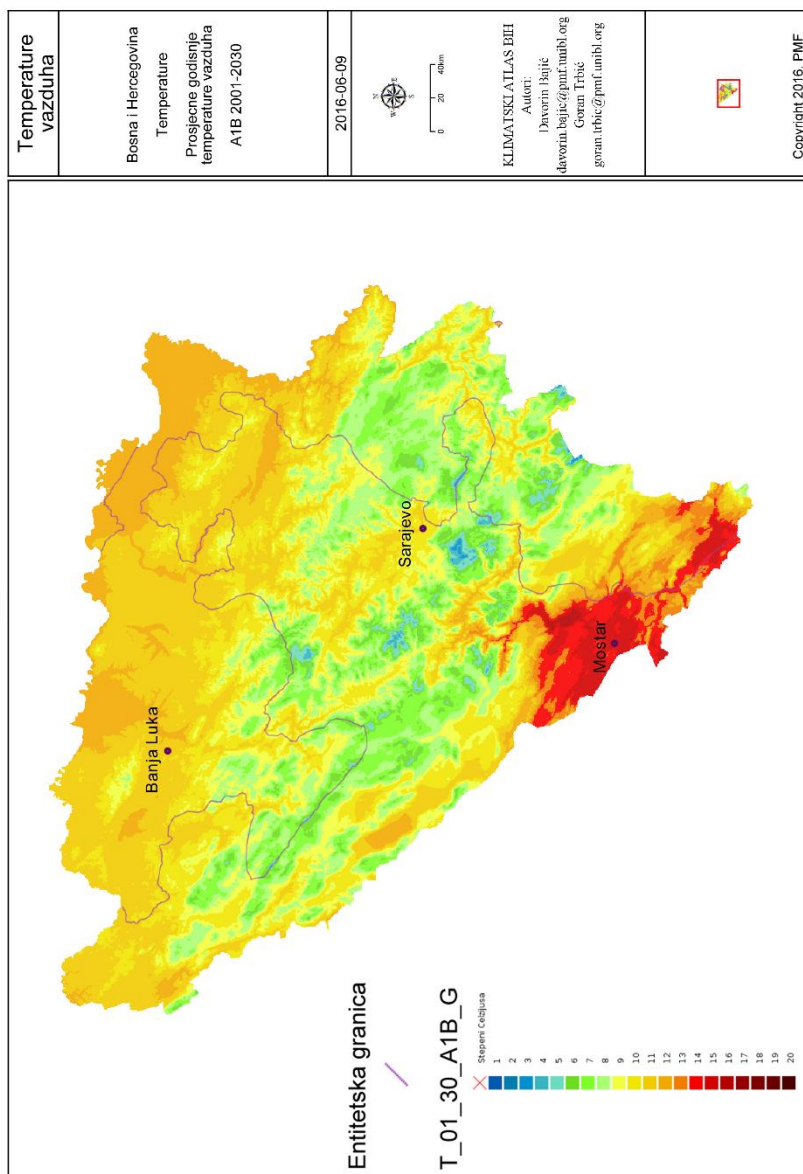 Temperature
vazduha
Bosna i Hercegovina
Temperature
Prosjecne godisnje
temperature vazduha
A1B 2001-2030
2016-06-09
N
W
E
S
0
20
40km
KLIMATSKI ATLAS BIH
Autori:
Davorin Bajić
davorin.bajic@pmf.unibl.org
Goran Trbić
goran.trbic@pmf.unibl.org
Copyright 2016. PMF
Banja Luka
Sarajevo
Mostar
Entitetska granica
T_01_30_A1B_G
Stepeni Celzijusa
1
2
3
4
5
6
7
8
9
10
11
12
13
14
15
16
17
18
19
20